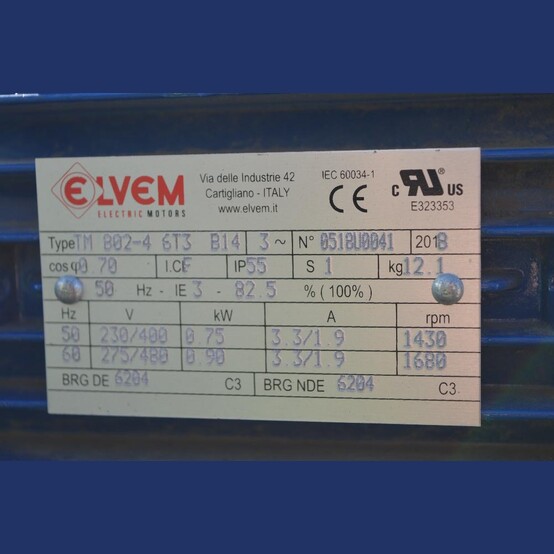 ELVEM
ELECTRIC MOTORS
Via delle Industrie 42
Cartigliano - ITALY
www.elvem.it
IEC 60034-1
CE
c RU US
E323353
Type TM 802-4 6T3 B14 3~ N° 0518U0041 2018
cosφ 0 70 I.Cl F IP55 S 1 kg 12.1
50 Hz - IE 3 - 82.5 % (100%)
Hz V kW A rpm
50 230/400 0.75 3.3/1.9 1430
60 275/480 0.90 3.3/1.9 1680
BRG DE 6204 C3 BRG NDE 6204 C3